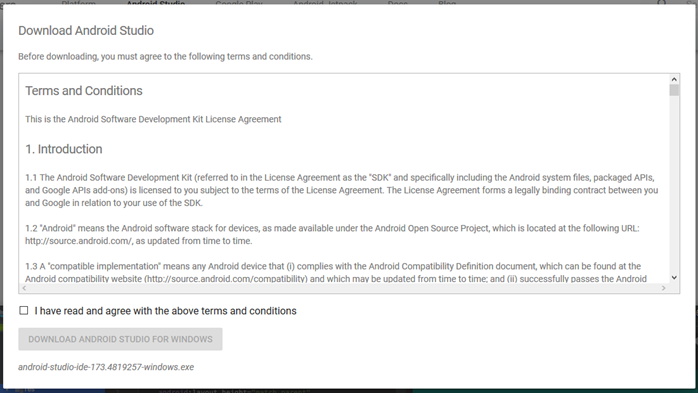 Platform Android Studio Google Play Android Jetpack Docs Blog
Download Android Studio
Before downloading, you must agree to the following terms and conditions.
Terms and Conditions
This is the Android Software Development Kit License Agreement
1. Introduction
1.1 The Android Software Development Kit (referred to in the License Agreement as the "SDK" and specifically including the Android system files, packaged APIs,
and Google APIs add-ons) is licensed to you subject to the terms of the License Agreement. The License Agreement forms a legally binding contract between you
and Google in relation to your use of the SDK.
1.2 "Android" means the Android software stack for devices, as made available under the Android Open Source Project, which is located at the following URL:
http://source.android.com/, as updated from time to time.
1.3 A "compatible implementation" means any Android device that (i) complies with the Android Compatibility Definition document, which can be found at the
Android compatibility website (http://source.android.com/compatibility) and which may be updated from time to time; and (ii) successfully passes the Android
I have read and agree with the above terms and conditions
DOWNLOAD ANDROID STUDIO FOR WINDOWS
android-studio-ide-173.4819257-windows.exe